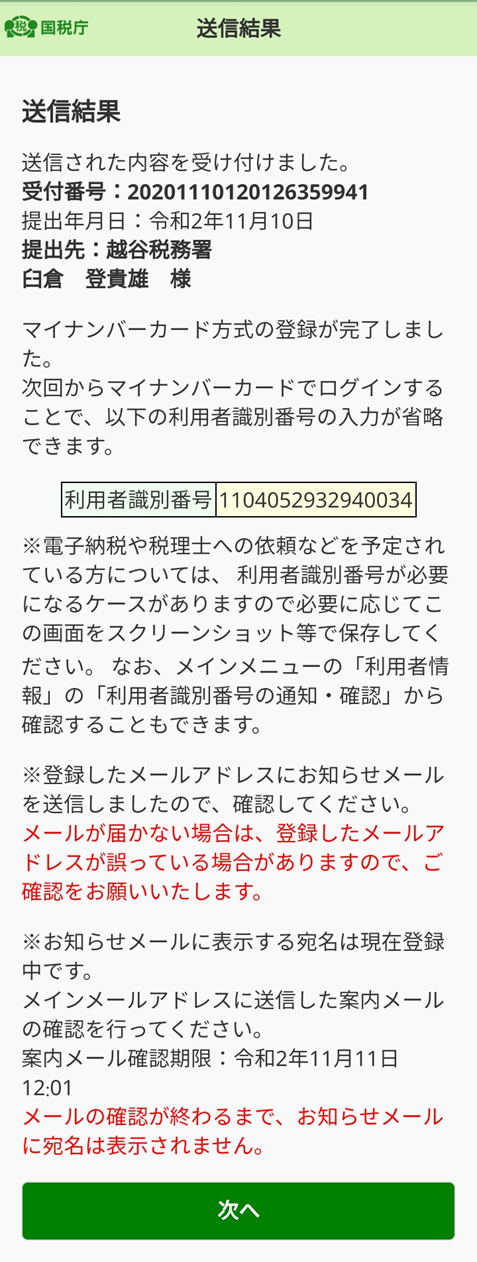 税 国税庁
送信結果
送信結果
送信された内容を受け付けました。
受付番号：20201110120126359941
提出年月日：令和2年11月10日
提出先：越谷税務署
臼倉　登貴雄　様
マイナンバーカード方式の登録が完了しまし
た。
次回からマイナンバーカードでログインする
ことで、以下の利用者識別番号の入力が省略
できます。
利用者識別番号 1104052932940034
※電子納税や税理士への依頼などを予定され
ている方については、 利用者識別番号が必要
になるケースがありますので必要に応じてこ
の画面をスクリーンショット等で保存してく
ださい。 なお、メインメニューの「利用者情
報」の「利用者識別番号の通知・確認」から
確認することもできます。
※登録したメールアドレスにお知らせメール
を送信しましたので、確認してください。
メールが届かない場合は、登録したメールア
ドレスが誤っている場合がありますので、ご
確認をお願いいたします。
※お知らせメールに表示する宛名は現在登録
中です。
メインメールアドレスに送信した案内メール
の確認を行ってください。
案内メール確認期限：令和2年11月11日
12:01
メールの確認が終わるまで、お知らせメール
に宛名は表示されません。
次へ